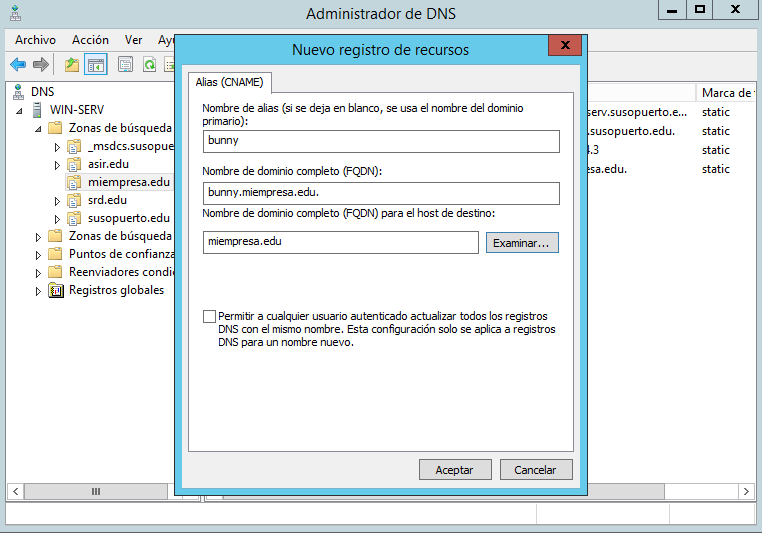 Administrador de DNS
Archivo Acción Ver Ayu
Nuevo registro de recursos
x
DNS
WIN-SERV
Zonas de búsqueda
_msdcs.susopue
asir.edu
miempresa.edu
srd.edu
susopuerto.edu
Zonas de búsqueda
Puntos de confianza
Reenviadores condi
Registros globales
Alias (CNAME)
Nombre de alias (si se deja en blanco, se usa el nombre del dominio
primario):
bunny
Nombre de dominio completo (FQDN):
bunny.miempresa.edu.
Nombre de dominio completo (FQDN) para el host de destino:
miempresa.edu
Examinar...
Permitir a cualquier usuario autenticado actualizar todos los registros
DNS con el mismo nombre. Esta configuración solo se aplica a registros
DNS para un nombre nuevo.
Aceptar Cancelar
Marca de
serv.susopuerto.e... static
.susopuerto.edu. static
.3 static
esa.edu. static